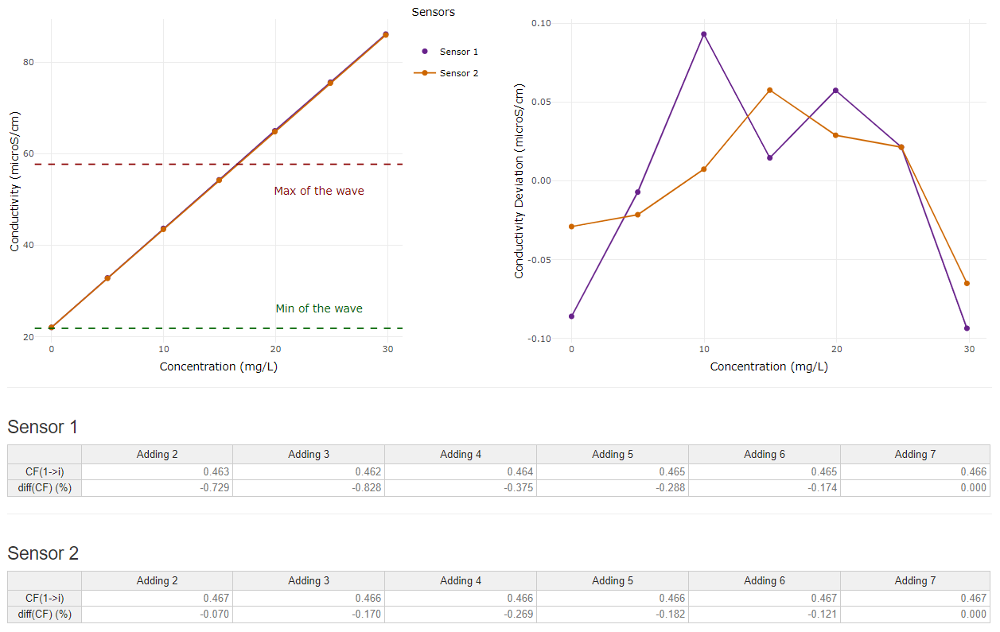 Sensors
Sensor 1
Sensor 2
Conductivity (microS/cm)
80
60
40
20
Max of the wave
Min of the wave
0 10 20 30
Concentration (mg/L)
Conductivity Deviation (microS/cm)
0.10
0.05
0.00
-0.05
-0.10
0 10 20 30
Concentration (mg/L)
Sensor 1
Adding 2 Adding 3 Adding 4 Adding 5 Adding 6 Adding 7
CF(1->i) 0.463 0.462 0.464 0.465 0.465 0.466
diff(CF) (%) -0.729 -0.828 -0.375 -0.288 -0.174 0.000
Sensor 2
Adding 2 Adding 3 Adding 4 Adding 5 Adding 6 Adding 7
CF(1->i) 0.467 0.466 0.466 0.466 0.467 0.467
diff(CF) (%) -0.070 -0.170 -0.269 -0.182 -0.121 0.000